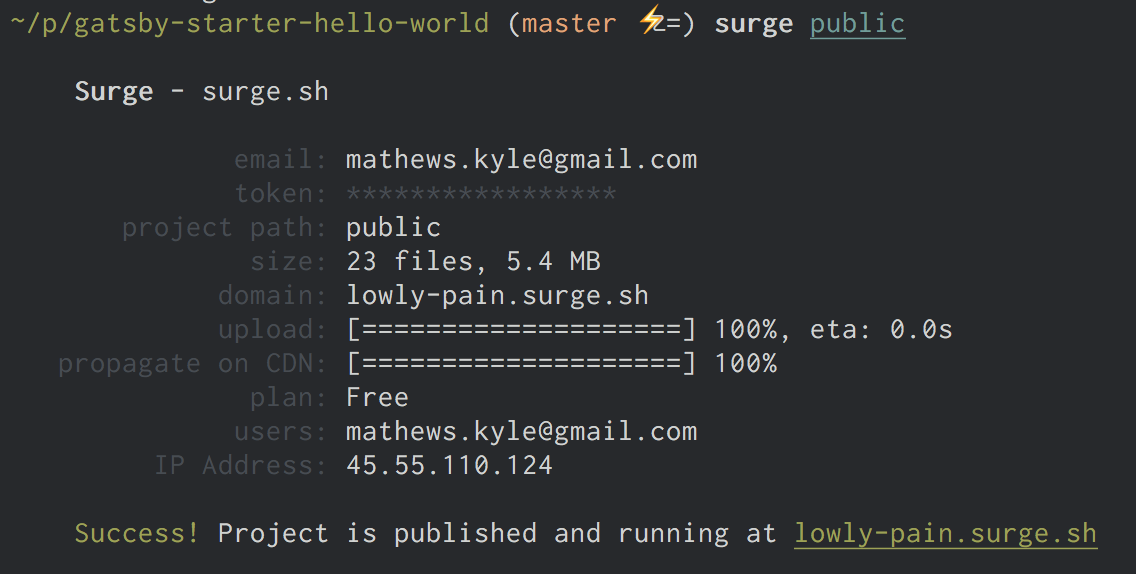 ~/p/gatsby-starter-hello-world (master ⚡=) surge public
Surge - surge.sh
email: mathews.kyle@gmail.com
token: *****************
project path: public
size: 23 files, 5.4 MB
domain: lowly-pain.surge.sh
upload: [====================] 100%, eta: 0.0s
propagate on CDN: [====================] 100%
plan: Free
users: mathews.kyle@gmail.com
IP Address: 45.55.110.124
Success! Project is published and running at lowly-pain.surge.sh